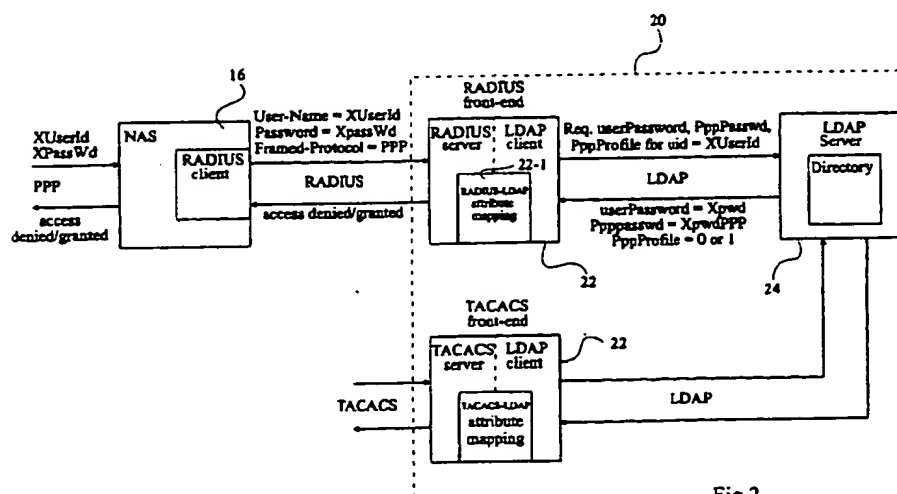 20
16
RADIUS
front-end
XUserId
XPassWd
NAS
RADIUS
client
User-Name = XUserId
Password = XpassWd
Framed-Protocol = PPP
RADIUS
server
LDAP
client
22-1
RADIUS-LDAP
attribute
mapping
Req. userPassword, PppPasswd,
PppProfile for uid = XUserId
LDAP
Server
Directory
PPP
RADIUS
LDAP
access
denied/granted
access denied/granted
userPassword = Xpwd
Ppppasswd = XpwdPPP
PppProfile = 0 or 1
22
24
TACACS
front-end
22
TACACS
server
LDAP
client
TACACS-LDAP
attribute
mapping
TACACS
LDAP
Fig 2